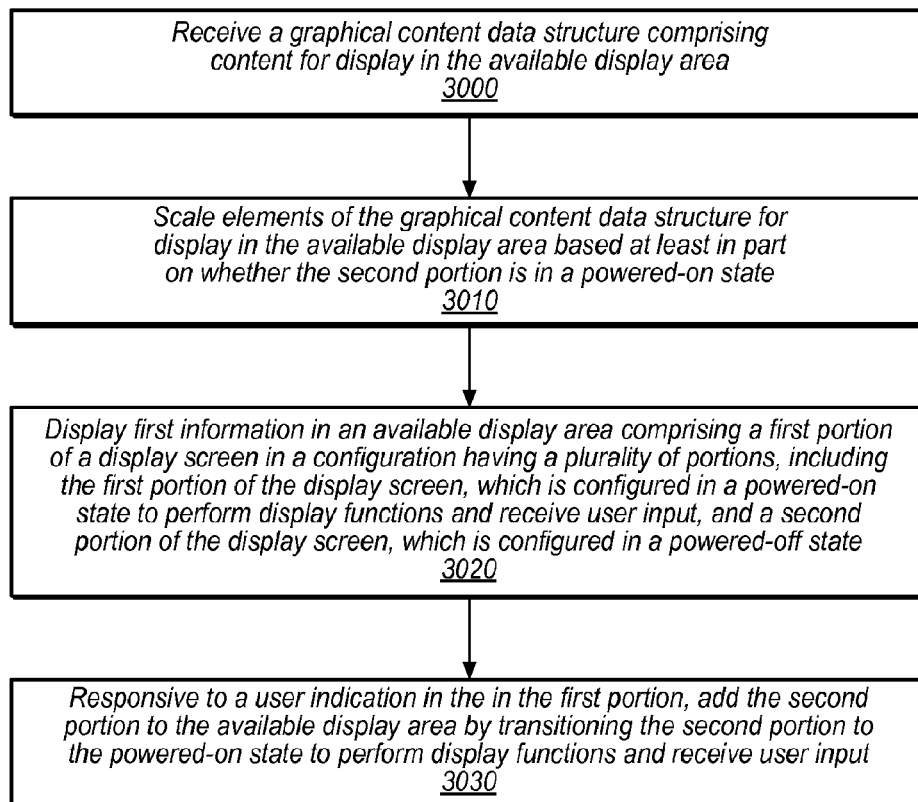 Receive a graphical content data structure comprising
content for display in the available display area
3000
Scale elements of the graphical content data structure for
display in the available display area based at least in part
on whether the second portion is in a powered-on state
3010
Display first information in an available display area comprising a first portion
of a display screen in a configuration having a plurality of portions, including
the first portion of the display screen, which is configured in a powered-on
state to perform display functions and receive user input, and a second
portion of the display screen, which is configured in a powered-off state
3020
Responsive to a user indication in the in the first portion, add the second
portion to the available display area by transitioning the second portion to
the powered-on state to perform display functions and receive user input
3030